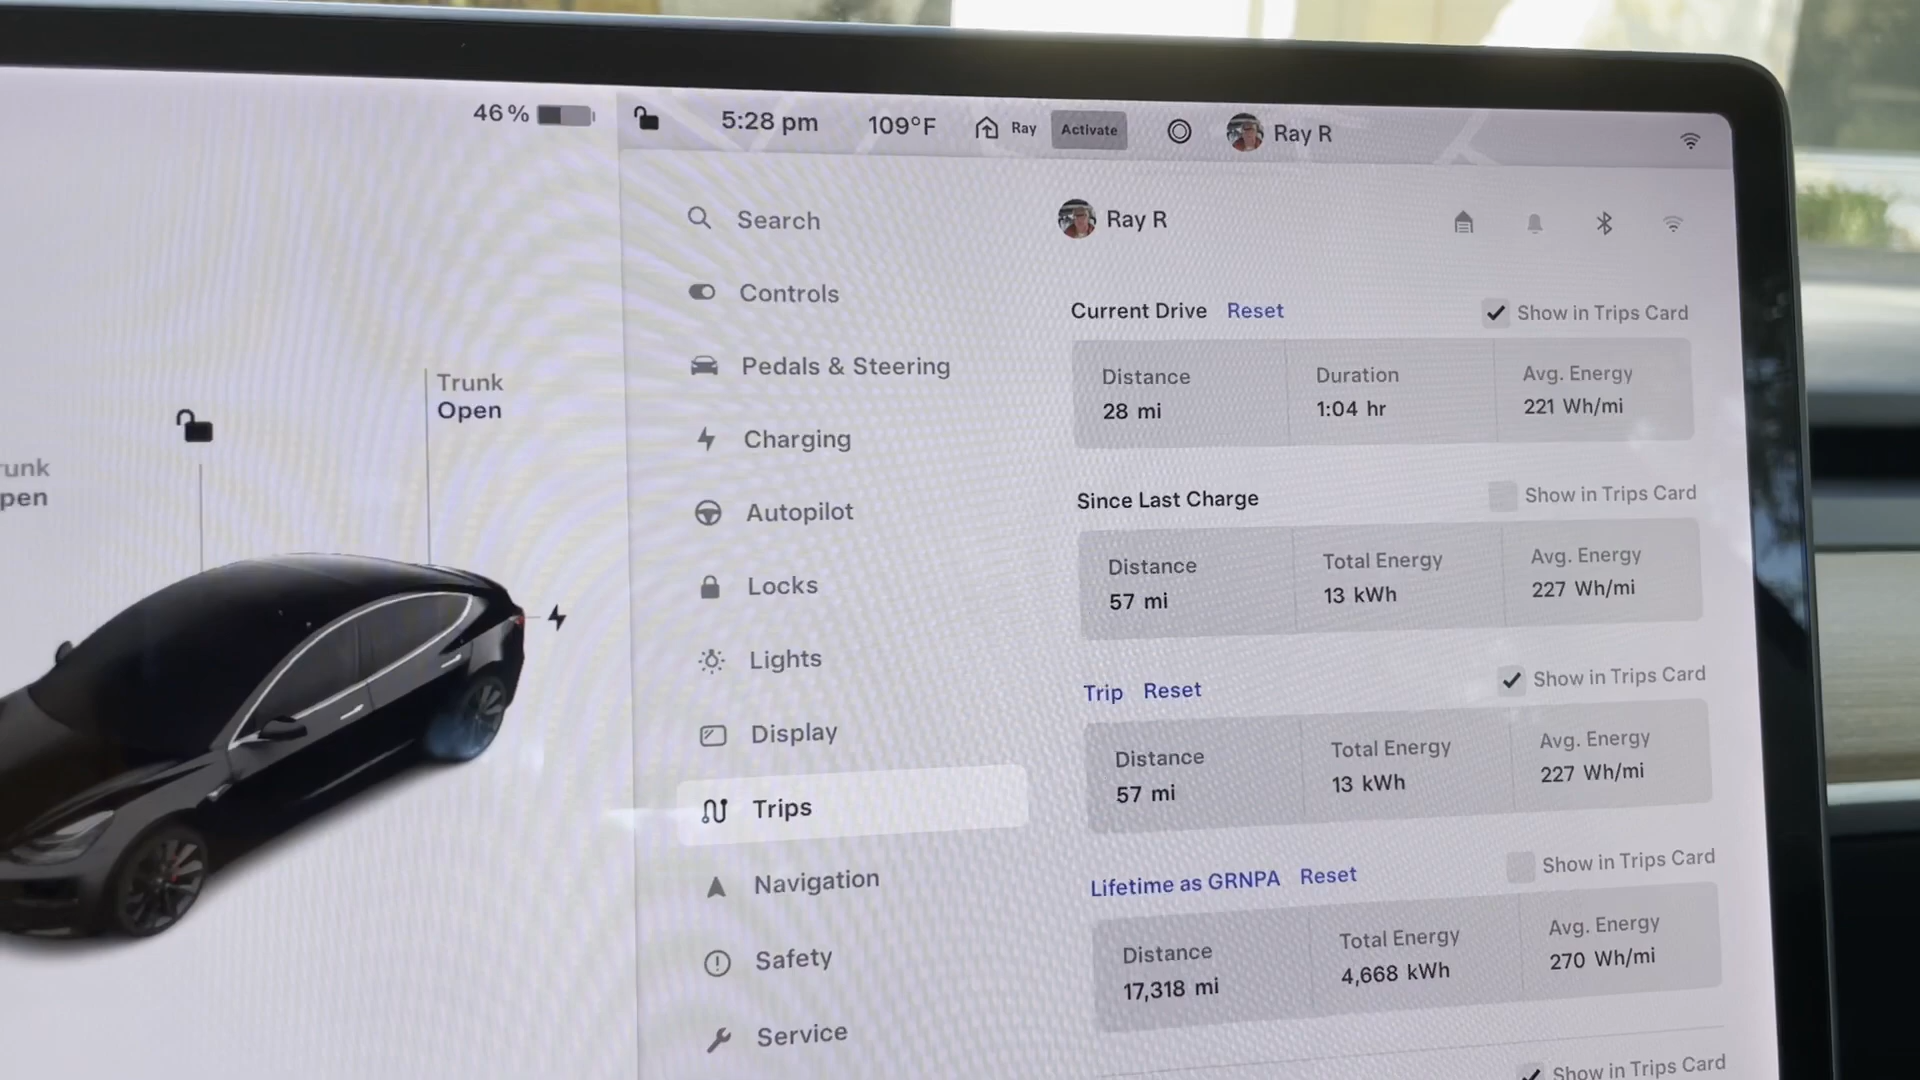 46 %
5:28 pm
109°F
Ray
Activate
Ray R
Trunk
Open
runk
pen
Search
Controls
Pedals & Steering
Charging
Autopilot
Locks
Lights
Display
Trips
Navigation
Safety
Service
Ray R
Current Drive Reset
Show in Trips Card
Distance
28 mi
Duration
1:04 hr
Avg. Energy
221 Wh/mi
Since Last Charge
Show in Trips Card
Distance
57 mi
Total Energy
13 kWh
Avg. Energy
227 Wh/mi
Trip Reset
Show in Trips Card
Distance
57 mi
Total Energy
13 kWh
Avg. Energy
227 Wh/mi
Lifetime as GRNPA Reset
Show in Trips Card
Distance
17,318 mi
Total Energy
4,668 kWh
Avg. Energy
270 Wh/mi
Show in Trips Card